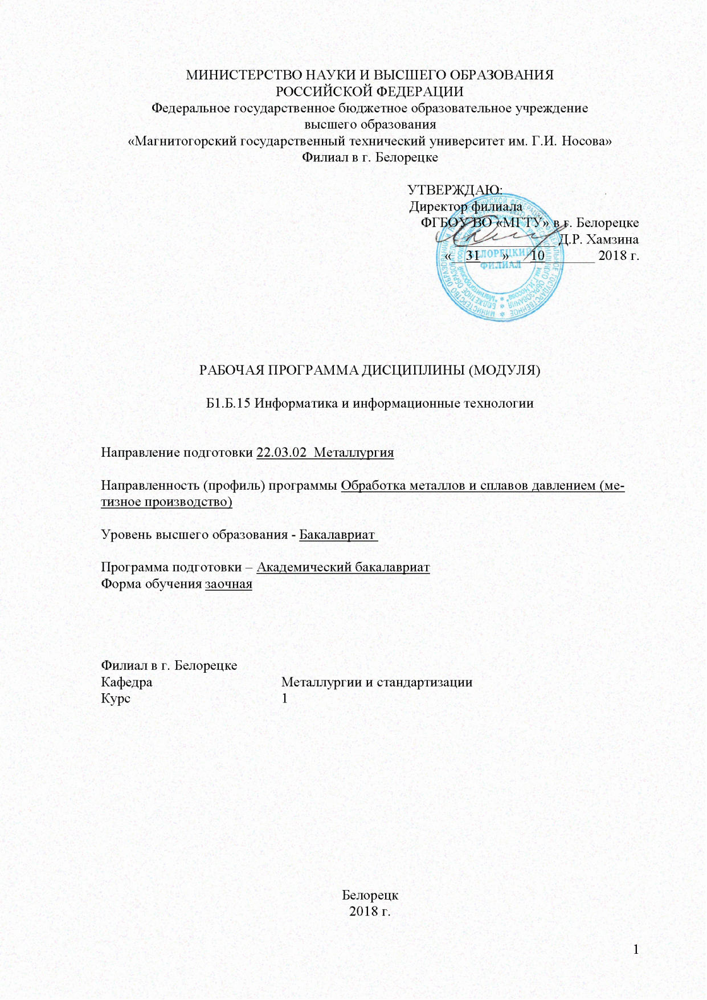 МИНИСТЕРСТВО НАУКИ И ВЫСШЕГО ОБРАЗОВАНИЯ
РОССИЙСКОЙ ФЕДЕРАЦИИ
Федеральное государственное бюджетное образовательное учреждение
высшего образования
«Магнитогорский государственный технический университет им. Г.И. Носова»
Филиал в г. Белорецке
УТВЕРЖДАЮ:
Директор филиала
ФГБОУ ВО «МГТУ» в г. Белорецке
Д.Р. Хамзина
« 31 » 10 2018 г.
БЕЛОРЕЦКИЙ
ФИЛИАЛ
РАБОЧАЯ ПРОГРАММА ДИСЦИПЛИНЫ (МОДУЛЯ)
Б1.Б.15 Информатика и информационные технологии
Направление подготовки 22.03.02 Металлургия
Направленность (профиль) программы Обработка металлов и сплавов давлением (ме-
тизное производство)
Уровень высшего образования - Бакалавриат
Программа подготовки – Академический бакалавриат
Форма обучения заочная
Филиал в г. Белорецке
Кафедра Металлургии и стандартизации
Курс 1
Белорецк
2018 г.
1